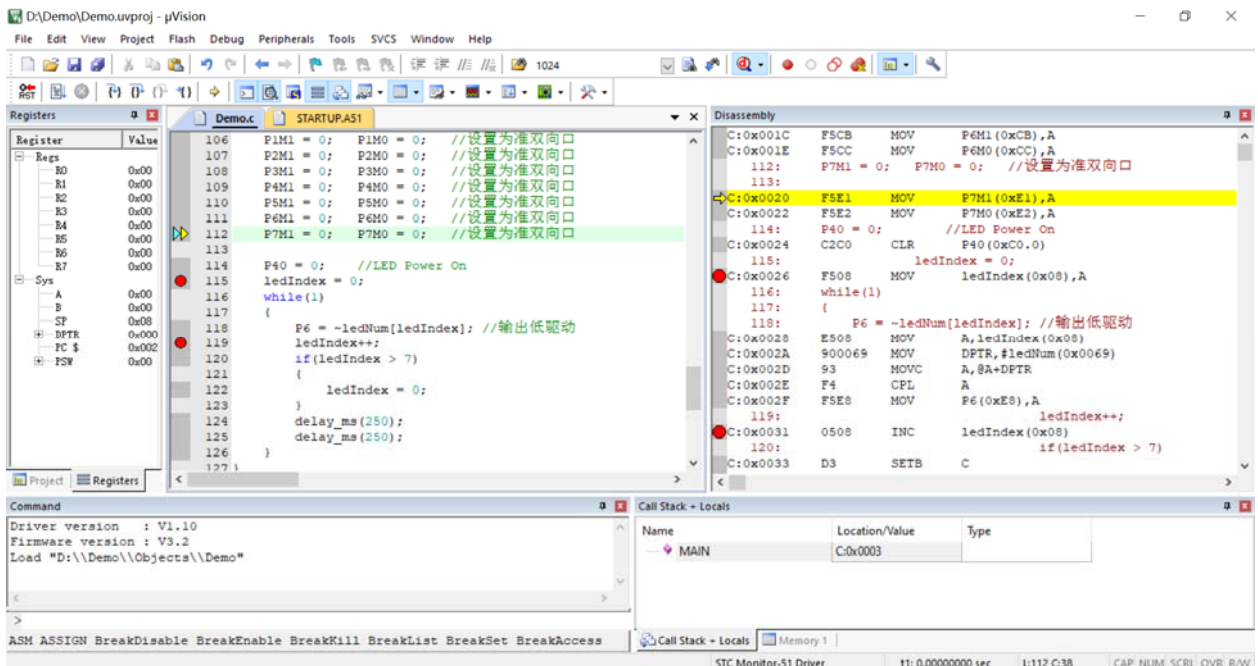 D:\Demo\Demo.uvproj - µVision
File Edit View Project Flash Debug Peripherals Tools SVCS Window Help
1024
RST
Registers
Register Value
Regs
R0 0x00
R1 0x00
R2 0x00
R3 0x00
R4 0x00
R5 0x00
R6 0x00
R7 0x00
Sys
A 0x00
B 0x00
SP 0x08
DPTR 0x000
PC $ 0x002
PSW 0x00
Project Registers
Demo.c STARTUP.A51
106 P1M1 = 0; P1M0 = 0; //设置为准双向口
107 P2M1 = 0; P2M0 = 0; //设置为准双向口
108 P3M1 = 0; P3M0 = 0; //设置为准双向口
109 P4M1 = 0; P4M0 = 0; //设置为准双向口
110 P5M1 = 0; P5M0 = 0; //设置为准双向口
111 P6M1 = 0; P6M0 = 0; //设置为准双向口
112 P7M1 = 0; P7M0 = 0; //设置为准双向口
113
114 P40 = 0; //LED Power On
115 ledIndex = 0;
116 while(1)
117 {
118 P6 = ~ledNum[ledIndex]; //输出低驱动
119 ledIndex++;
120 if(ledIndex > 7)
121 {
122 ledIndex = 0;
123 }
124 delay_ms(250);
125 delay_ms(250);
126 }
127 }
Disassembly
C:0x001C F5CB MOV P6M1(0xCB),A
C:0x001E F5CC MOV P6M0(0xCC),A
112: P7M1 = 0; P7M0 = 0; //设置为准双向口
113:
C:0x0020 F5E1 MOV P7M1(0xE1),A
C:0x0022 F5E2 MOV P7M0(0xE2),A
114: P40 = 0; //LED Power On
C:0x0024 C2C0 CLR P40(0xC0.0)
115: ledIndex = 0;
C:0x0026 F508 MOV ledIndex(0x08),A
116: while(1)
117: {
118: P6 = ~ledNum[ledIndex]; //输出低驱动
C:0x0028 E508 MOV A,ledIndex(0x08)
C:0x002A 900069 MOV DPTR,#ledNum(0x0069)
C:0x002D 93 MOVC A,@A+DPTR
C:0x002E F4 CPL A
C:0x002F F5E8 MOV P6(0xE8),A
119: ledIndex++;
C:0x0031 0508 INC ledIndex(0x08)
120: if(ledIndex > 7)
C:0x0033 D3 SETB C
Command
Driver version : V1.10
Firmware version : V3.2
Load "D:\\Demo\\Objects\\Demo"
>
ASM ASSIGN BreakDisable BreakEnable BreakKill BreakList BreakSet BreakAccess
Call Stack + Locals
Name Location/Value Type
MAIN C:0x0003
Call Stack + Locals Memory 1
STC Monitor-51 Driver t1: 0.00000000 sec L:112 C:38 CAP NUM SCRL OVR R/W